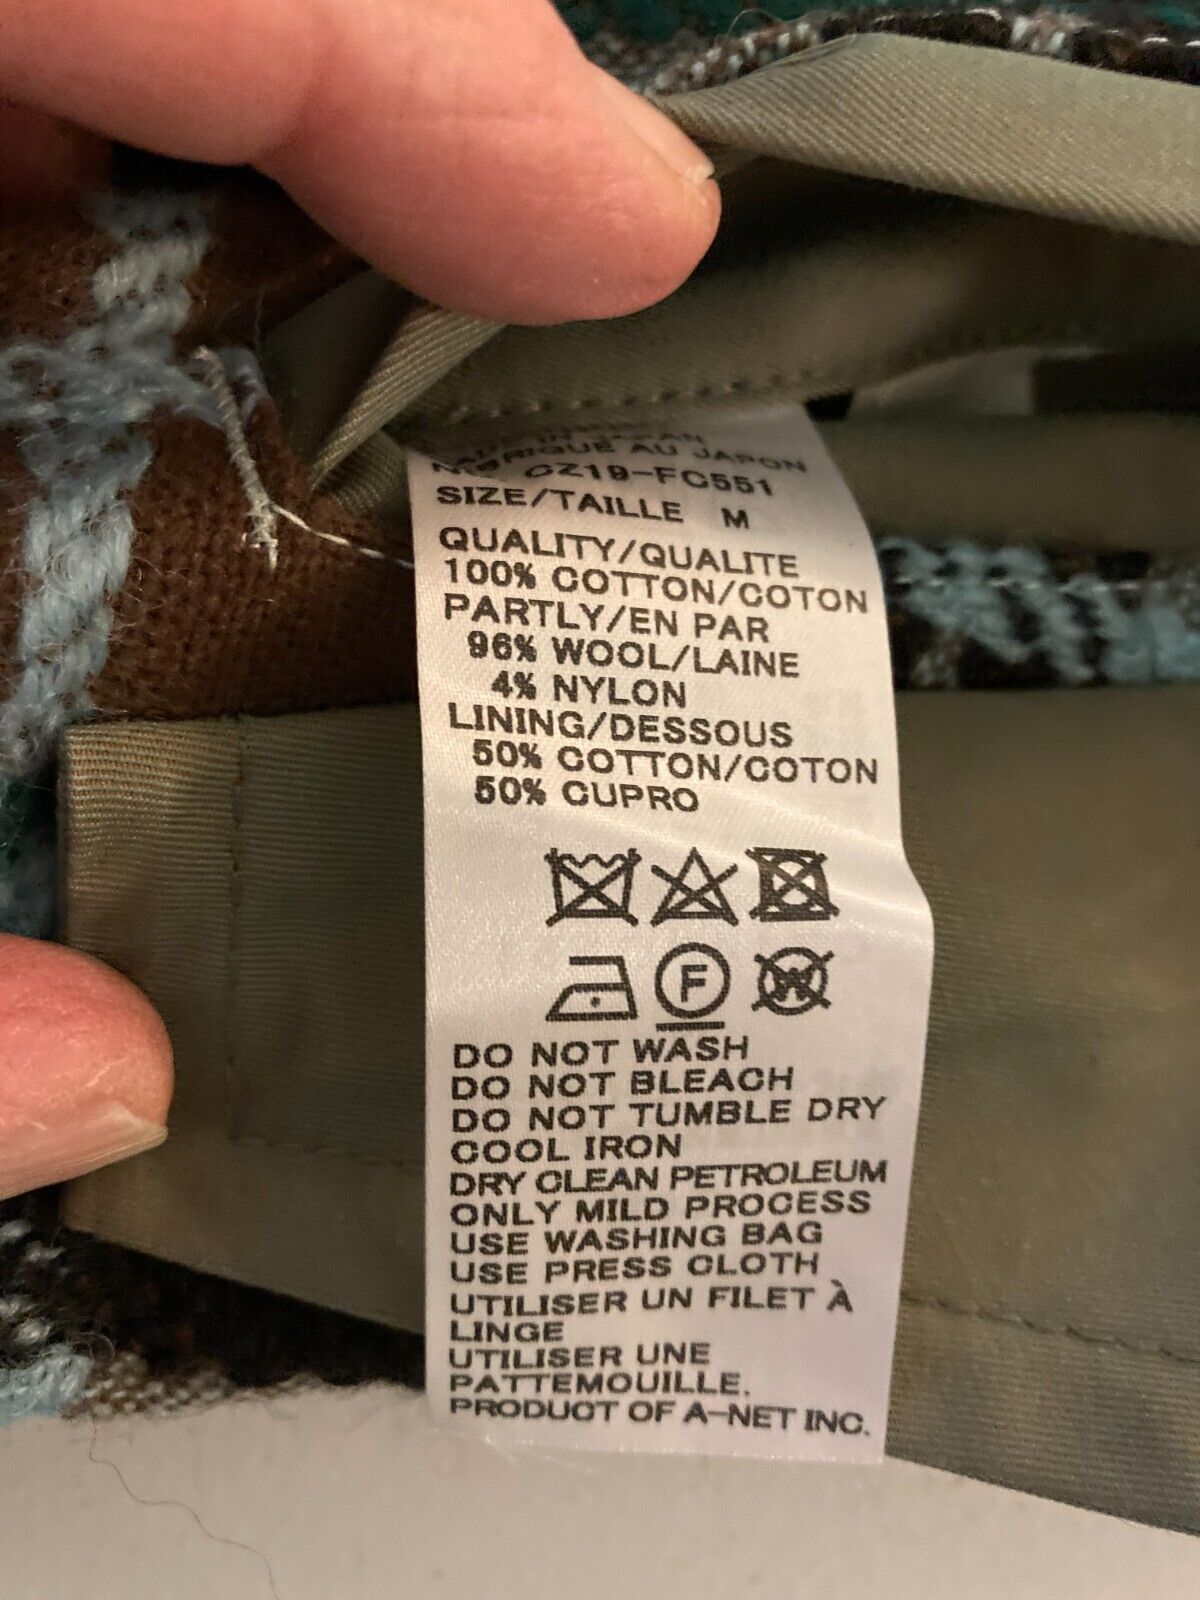 MADE IN JAPAN
FABRIQUE AU JAPON
CZ19-FC551
SIZE/TAILLE M
QUALITY/QUALITE
100% COTTON/COTON
PARTLY/EN PAR
96% WOOL/LAINE
4% NYLON
LINING/DESSOUS
50% COTTON/COTON
50% CUPRO
F
W
DO NOT WASH
DO NOT BLEACH
DO NOT TUMBLE DRY
COOL IRON
DRY CLEAN PETROLEUM
ONLY MILD PROCESS
USE WASHING BAG
USE PRESS CLOTH
UTILISER UN FILET À
LINGE
UTILISER UNE
PATTEMOUILLE.
PRODUCT OF A-NET INC.